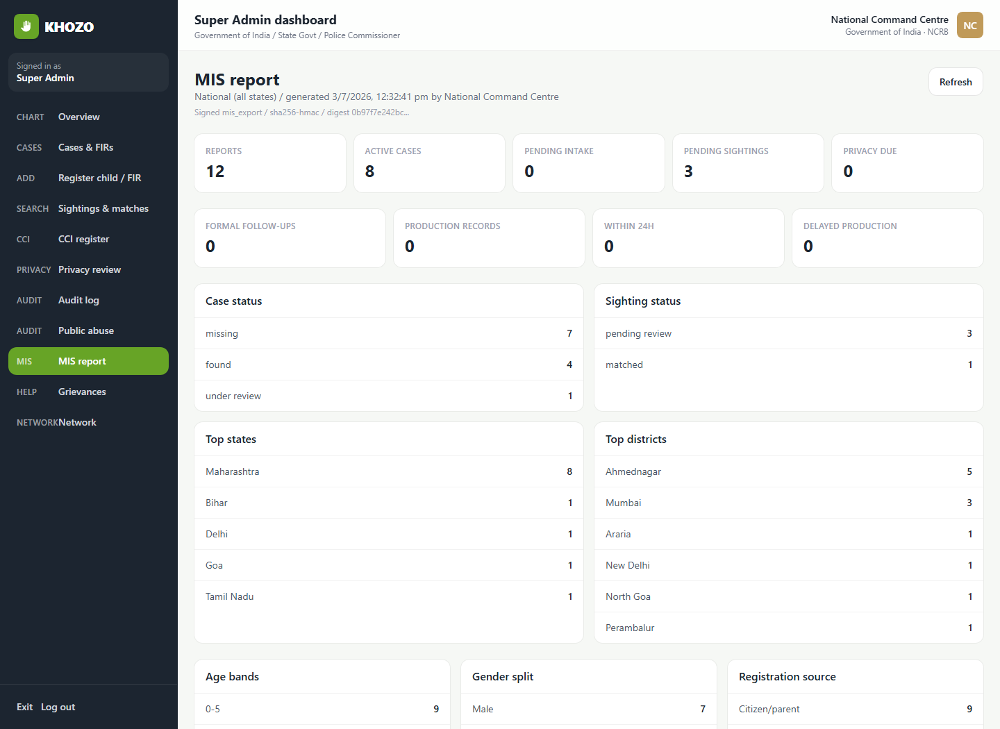 KHOZO
Signed in as
Super Admin
CHART Overview
CASES Cases & FIRs
ADD Register child / FIR
SEARCH Sightings & matches
CCI CCI register
PRIVACY Privacy review
AUDIT Audit log
AUDIT Public abuse
MIS MIS report
HELP Grievances
NETWORK Network
Exit Log out
Super Admin dashboard
Government of India / State Govt / Police Commissioner
National Command Centre
Government of India · NCRB
NC
MIS report
National (all states) / generated 3/7/2026, 12:32:41 pm by National Command Centre
Signed mis_export / sha256-hmac / digest 0b97f7e242bc...
Refresh
REPORTS
12
ACTIVE CASES
8
PENDING INTAKE
0
PENDING SIGHTINGS
3
PRIVACY DUE
0
FORMAL FOLLOW-UPS
0
PRODUCTION RECORDS
0
WITHIN 24H
0
DELAYED PRODUCTION
0
Case status
missing 7
found 4
under review 1
Sighting status
pending review 3
matched 1
Top states
Maharashtra 8
Bihar 1
Delhi 1
Goa 1
Tamil Nadu 1
Top districts
Ahmednagar 5
Mumbai 3
Araria 1
New Delhi 1
North Goa 1
Perambalur 1
Age bands
0-5 9
Gender split
Male 7
Registration source
Citizen/parent 9